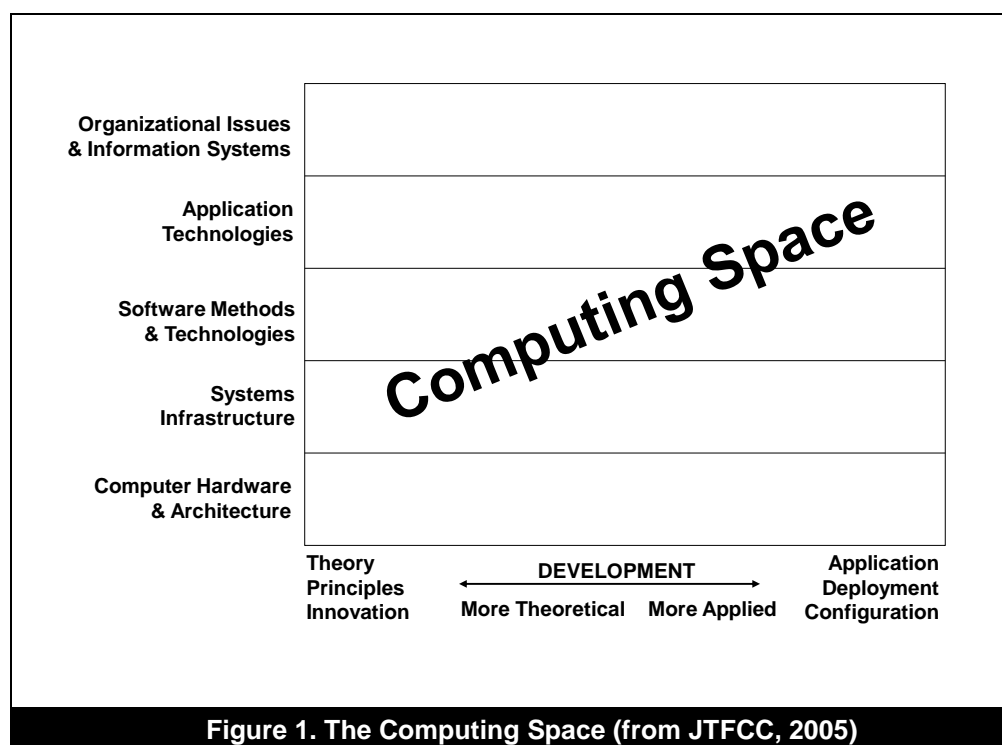 Organizational Issues
& Information Systems
Application
Technologies
Computing Space
Software Methods
& Technologies
Systems
Infrastructure
Computer Hardware
& Architecture
Theory
Principles
Innovation
DEVELOPMENT
More Theoretical More Applied
Application
Deployment
Configuration
Figure 1. The Computing Space (from JTFCC, 2005)